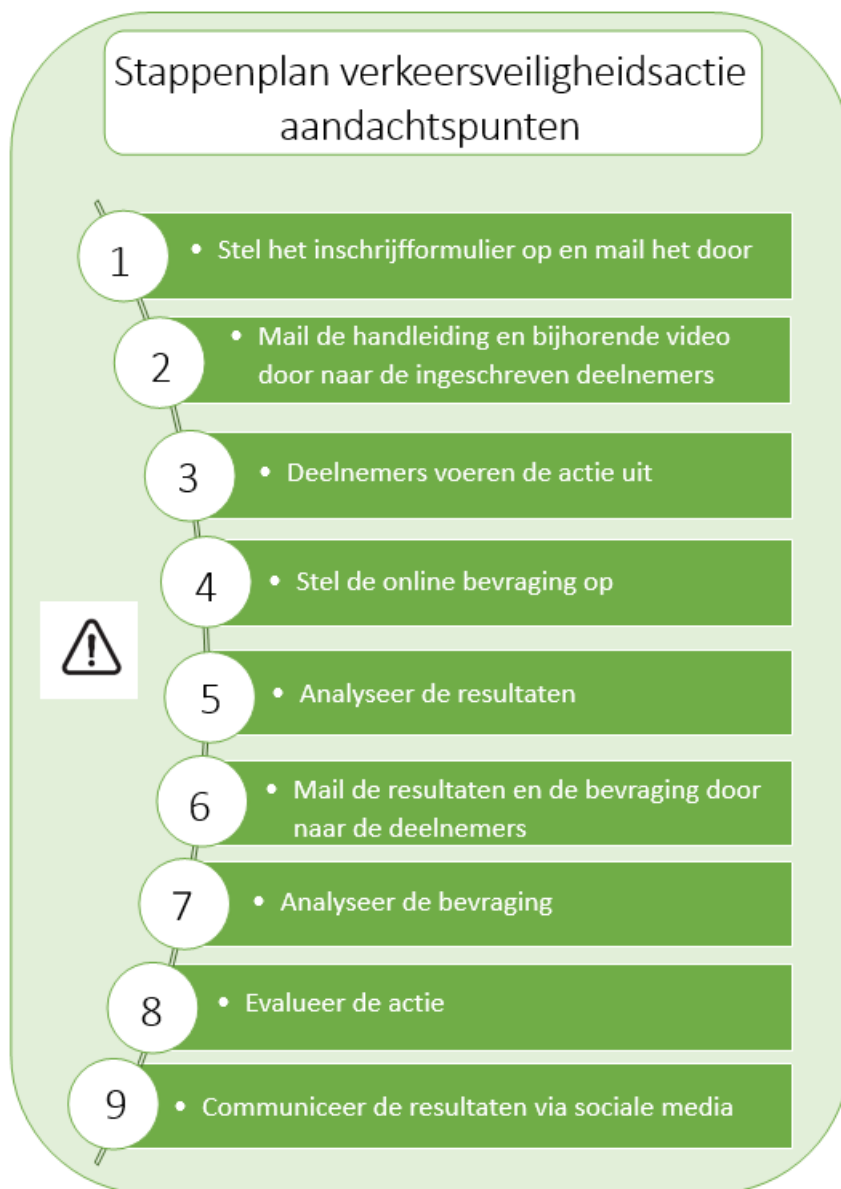 Stappenplan verkeersveiligheidsactie
aandachtspunten
1
• Stel het inschrijfformulier op en mail het door
2
• Mail de handleiding en bijhorende video
door naar de ingeschreven deelnemers
3
• Deelnemers voeren de actie uit
4
• Stel de online bevraging op
5
• Analyseer de resultaten
6
• Mail de resultaten en de bevraging door
naar de deelnemers
7
• Analyseer de bevraging
8
• Evalueer de actie
9
• Communiceer de resultaten via sociale media